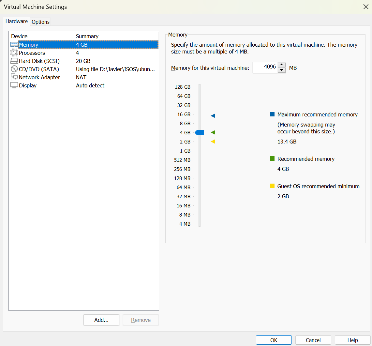 Virtual Machine Settings
Hardware Options
Device Summary
Memory 4 GB
Processors 4
Hard Disk (SCSI) 20 GB
CD/DVD (SATA) Using file D:\Javier\ISOS\ubun...
Network Adapter NAT
Display Auto detect
Add...
Remove
Memory
Specify the amount of memory allocated to this virtual machine. The memory
size must be a multiple of 4 MB.
Memory for this virtual machine: 4096 MB
128 GB
64 GB
32 GB
16 GB
8 GB
4 GB
2 GB
1 GB
512 MB
256 MB
128 MB
64 MB
32 MB
16 MB
8 MB
4 MB
Maximum recommended memory
(Memory swapping may
occur beyond this size.)
13.4 GB
Recommended memory
4 GB
Guest OS recommended minimum
2 GB
OK Cancel Help